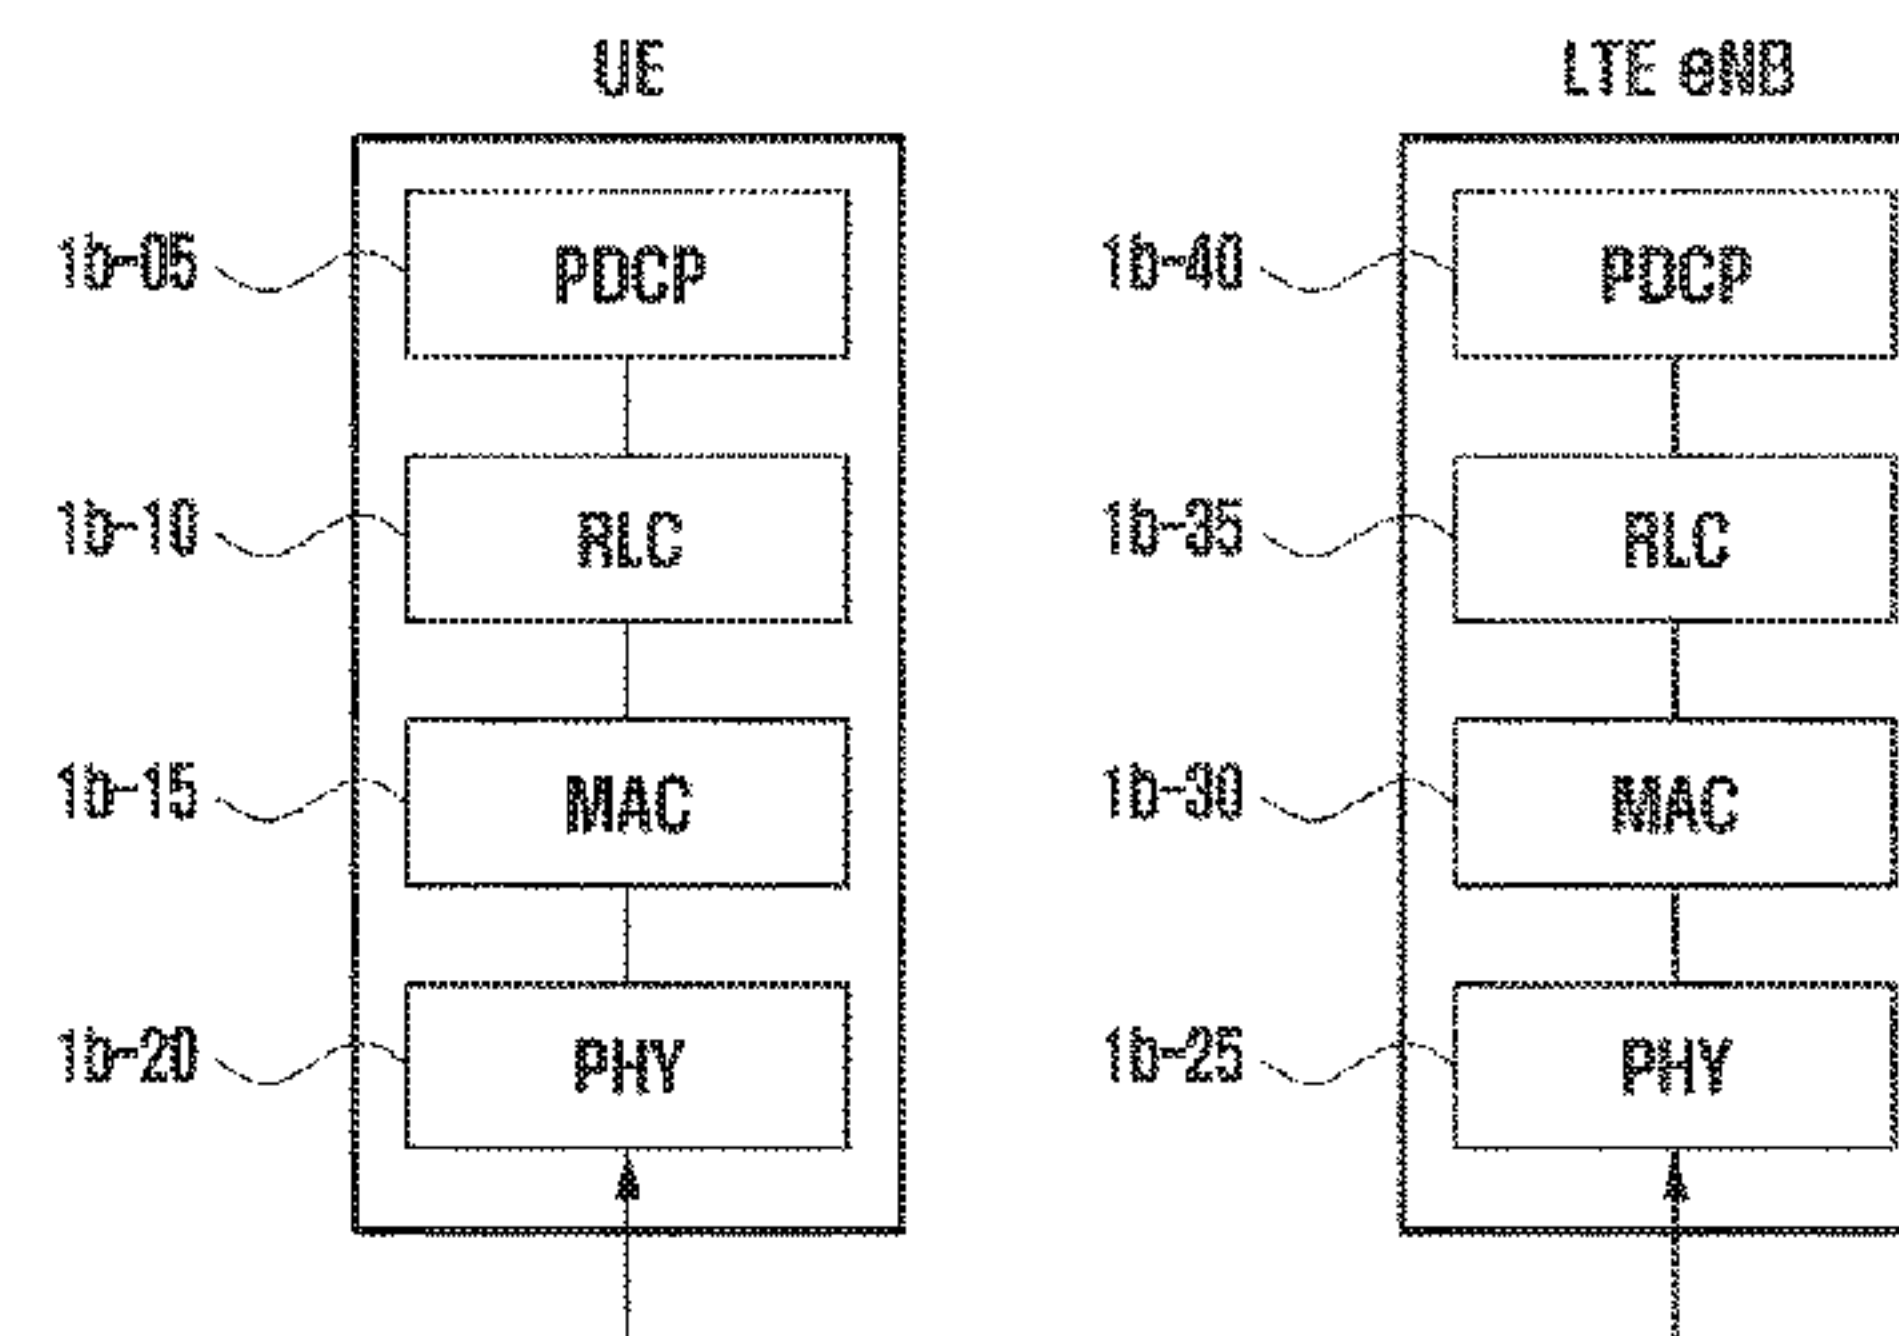 UE LTE eNB
1b-05 PDCP 1b-40 PDCP
1b-10 RLC 1b-35 RLC
1b-15 MAC 1b-30 MAC
1b-20 PHY 1b-25 PHY